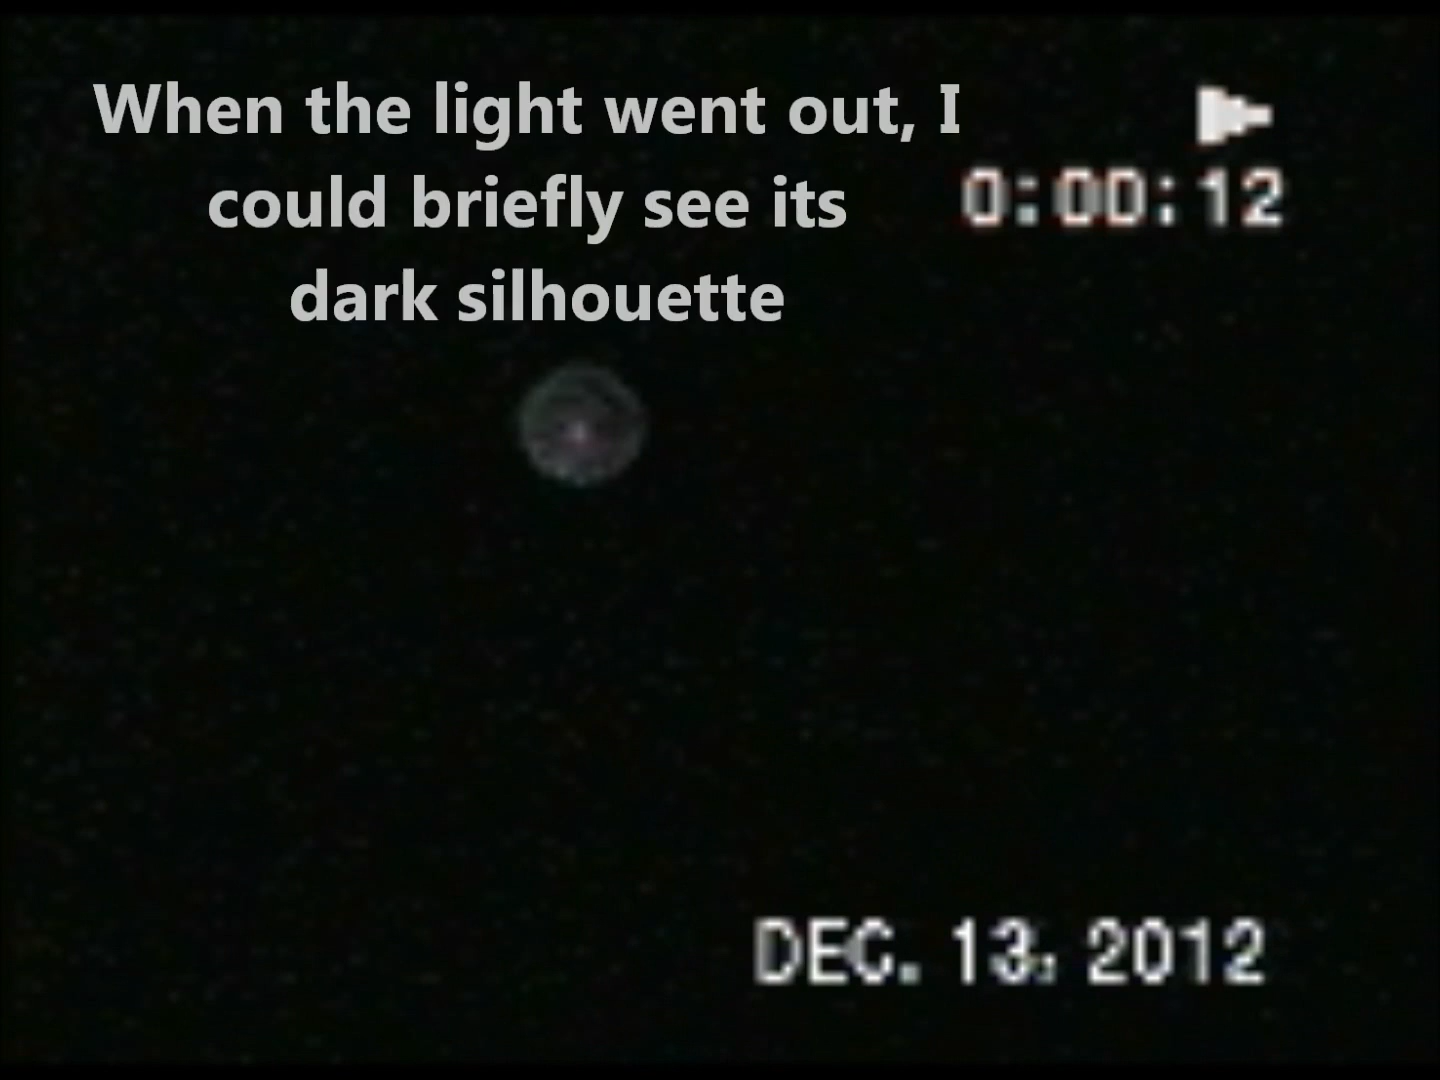 When the light went out, I
could briefly see its
dark silhouette
0:00:12
DEC. 13, 2012